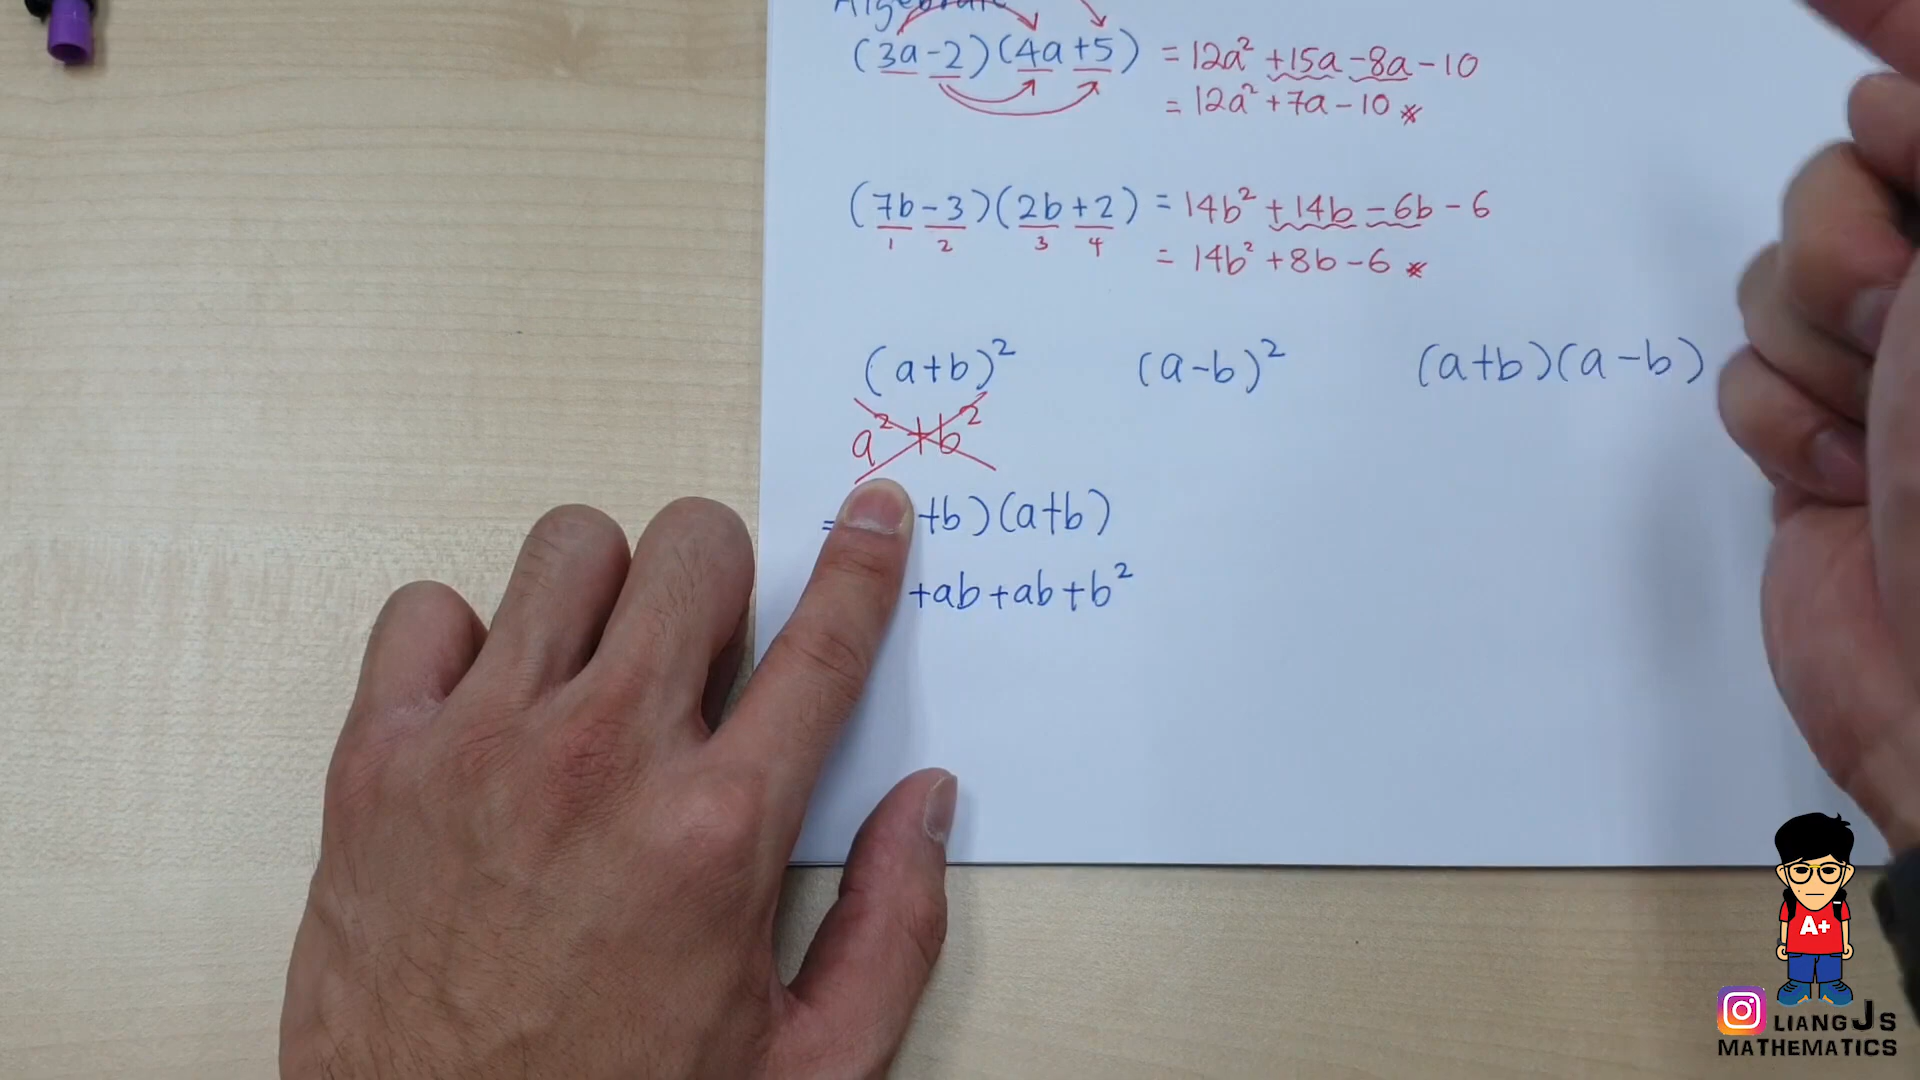 Algebraic
(3a-2)(4a+5) = 12a² +15a -8a -10
= 12a² +7a -10 *
(7b-3)(2b+2) = 14b² +14b -6b -6
1 2 3 4
= 14b² +8b -6 *
(a+b)² (a-b)² (a+b)(a-b)
a² + b²
= +b)(a+b)
+ab+ab+b²
A+
LIANGJS
MATHEMATICS